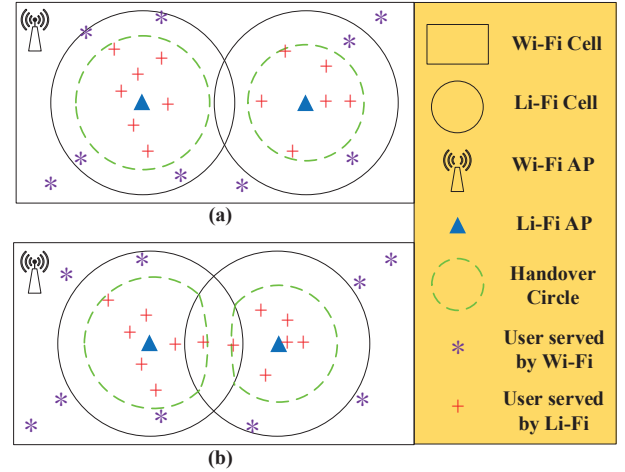 (a)
(b)
Wi-Fi Cell
Li-Fi Cell
Wi-Fi AP
Li-Fi AP
Handover
Circle
User served
by Wi-Fi
User served
by Li-Fi